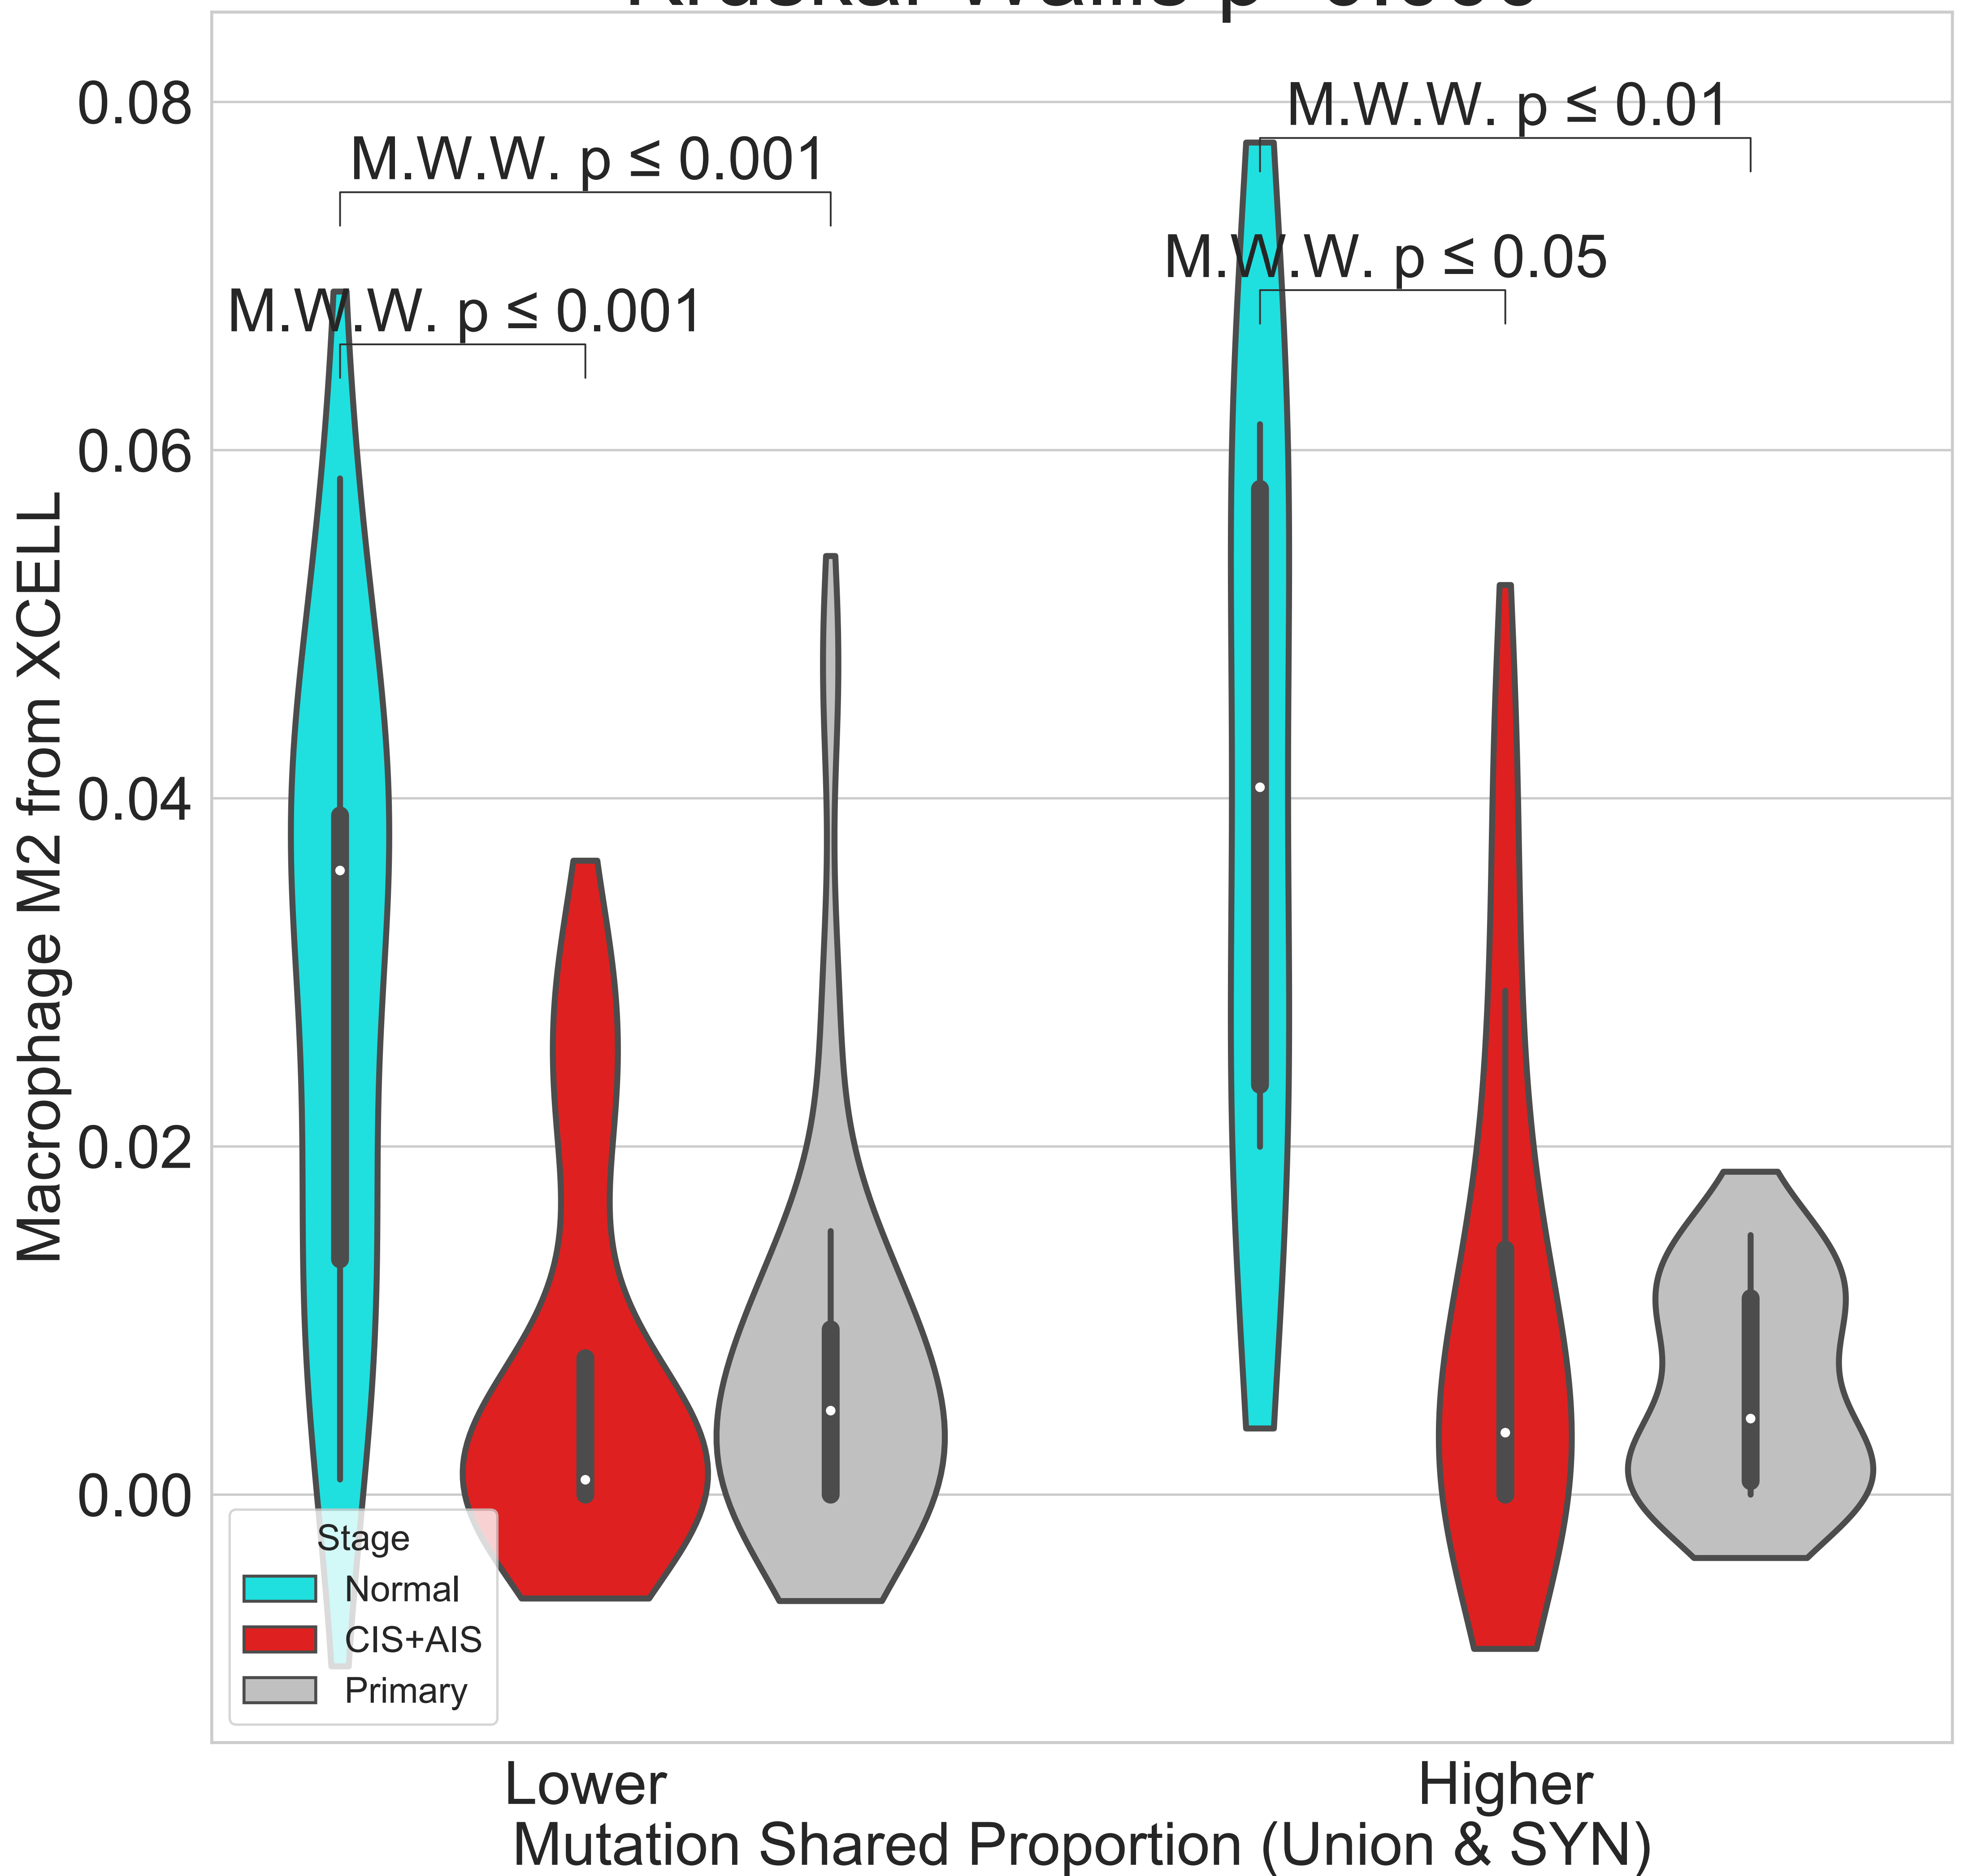 0.08
0.06
0.04
0.02
0.00
Macrophage M2 from XCELL
M.W.W. p ≤ 0.001
M.W.W. p ≤ 0.001
M.W.W. p ≤ 0.01
M.W.W. p ≤ 0.05
Stage
Normal
CIS+AIS
Primary
Lower
Higher
Mutation Shared Proportion (Union & SYN)